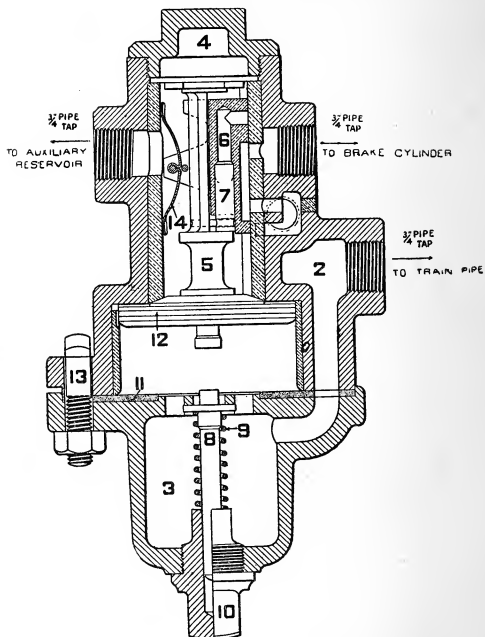 4
3/4" PIPE
TAP
TO AUXILIARY
RESERVOIR
3/4" PIPE
TAP
TO BRAKE CYLINDER
6
7
14
3/4" PIPE
TAP
TO TRAIN PIPE
2
5
12
13
11
8
9
3
10